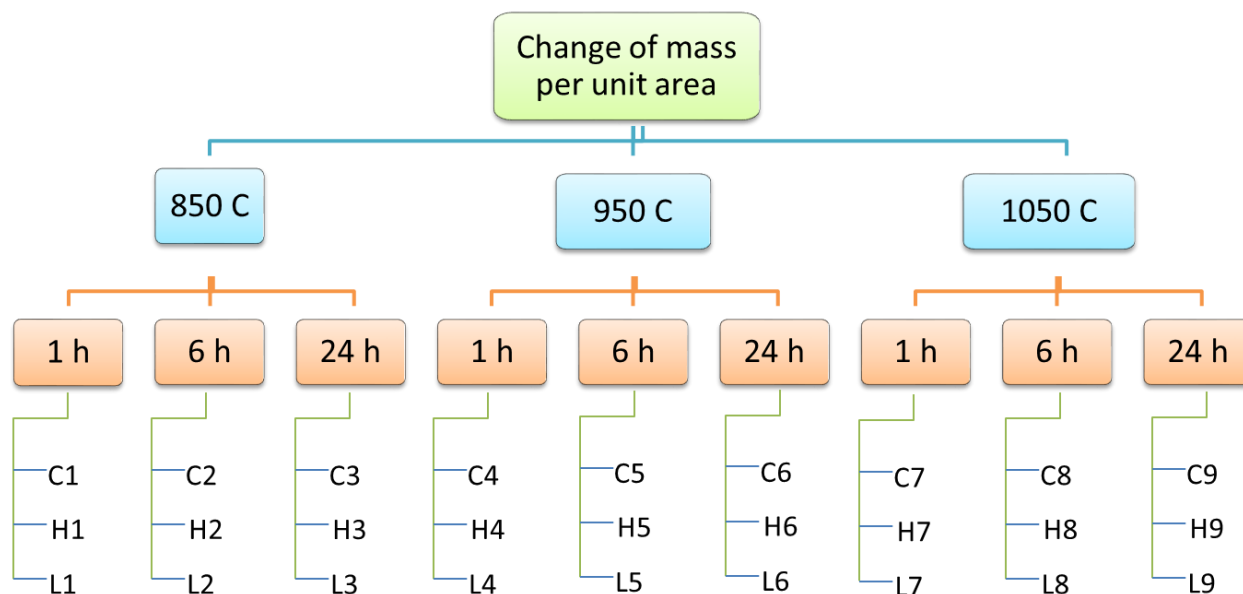 Change of mass
per unit area
850 C
950 C
1050 C
1 h
6 h
24 h
1 h
6 h
24 h
1 h
6 h
24 h
C1
H1
L1
C2
H2
L2
C3
H3
L3
C4
H4
L4
C5
H5
L5
C6
H6
L6
C7
H7
L7
C8
H8
L8
C9
H9
L9